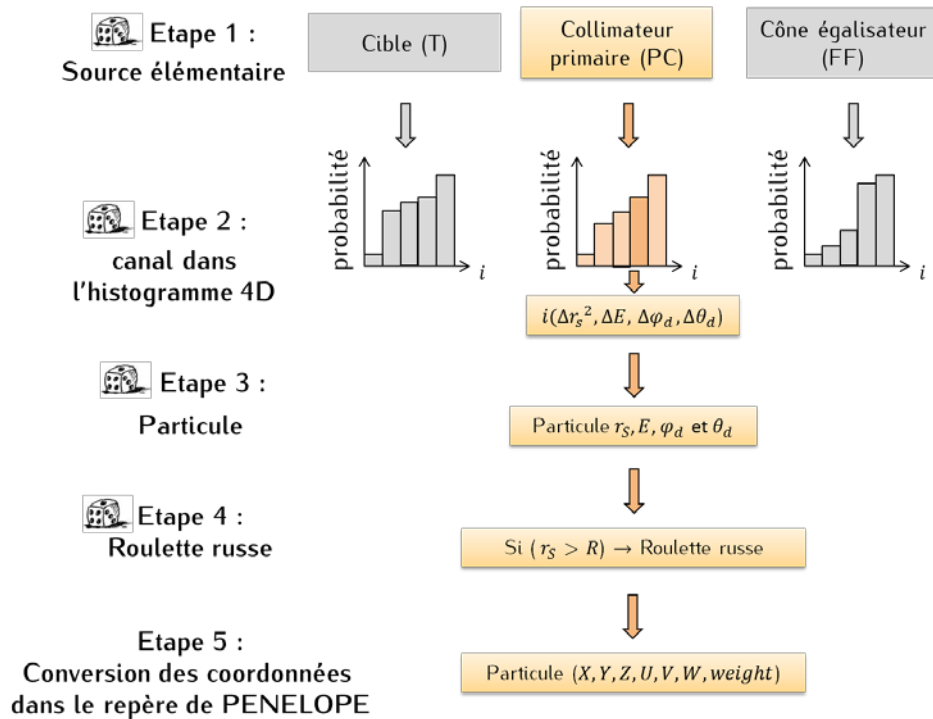 Etape 1 :
Source élémentaire
Cible (T)
Collimateur
primaire (PC)
Cône égalisateur
(FF)
probabilité
i
probabilité
i
probabilité
i
Etape 2 :
canal dans
l'histogramme 4D
i(Δrₛ², ΔE, Δφ_d, Δθ_d)
Etape 3 :
Particule
Particule r_S, E, φ_d et θ_d
Etape 4 :
Roulette russe
Si (r_S > R) → Roulette russe
Etape 5 :
Conversion des coordonnées
dans le repère de PENELOPE
Particule (X, Y, Z, U, V, W, weight)